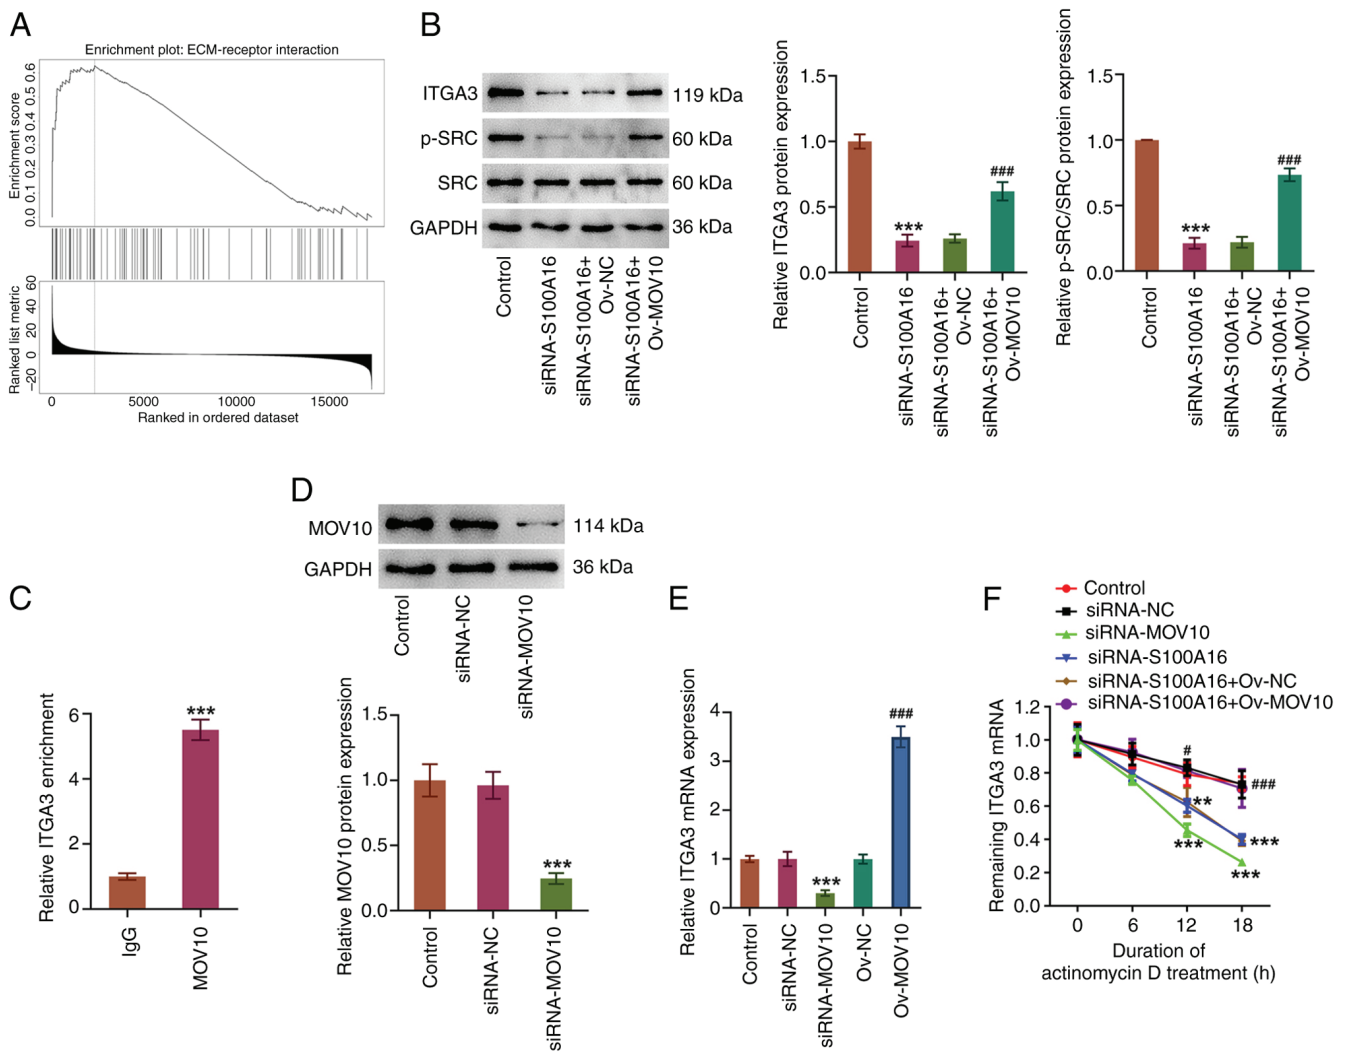 A
Enrichment plot: ECM-receptor interaction
Enrichment score
0.0 0.1 0.2 0.3 0.4 0.5 0.6
Ranked list metric
-20 0 20 40 60
0 5000 10000 15000
Ranked in ordered dataset
B
ITGA3 119 kDa
p-SRC 60 kDa
SRC 60 kDa
GAPDH 36 kDa
Control
siRNA-S100A16
siRNA-S100A16+
Ov-NC
siRNA-S100A16+
Ov-MOV10
Relative ITGA3 protein expression
1.5
1.0
0.5
0.0
***
###
Control
siRNA-S100A16
siRNA-S100A16+
Ov-NC
siRNA-S100A16+
Ov-MOV10
Relative p-SRC/SRC protein expression
1.5
1.0
0.5
0.0
***
###
Control
siRNA-S100A16
siRNA-S100A16+
Ov-NC
siRNA-S100A16+
Ov-MOV10
C
Relative ITGA3 enrichment
6
4
2
0
***
IgG
MOV10
D
MOV10 114 kDa
GAPDH 36 kDa
Control
siRNA-NC
siRNA-MOV10
Relative MOV10 protein expression
1.5
1.0
0.5
0.0
***
Control
siRNA-NC
siRNA-MOV10
E
Relative ITGA3 mRNA expression
4
3
2
1
0
***
###
Control
siRNA-NC
siRNA-MOV10
Ov-NC
Ov-MOV10
F
Control
siRNA-NC
siRNA-MOV10
siRNA-S100A16
siRNA-S100A16+Ov-NC
siRNA-S100A16+Ov-MOV10
Remaining ITGA3 mRNA
1.2
1.0
0.8
0.6
0.4
0.2
0.0
#
###
**
***
***
***
0 6 12 18
Duration of
actinomycin D treatment (h)